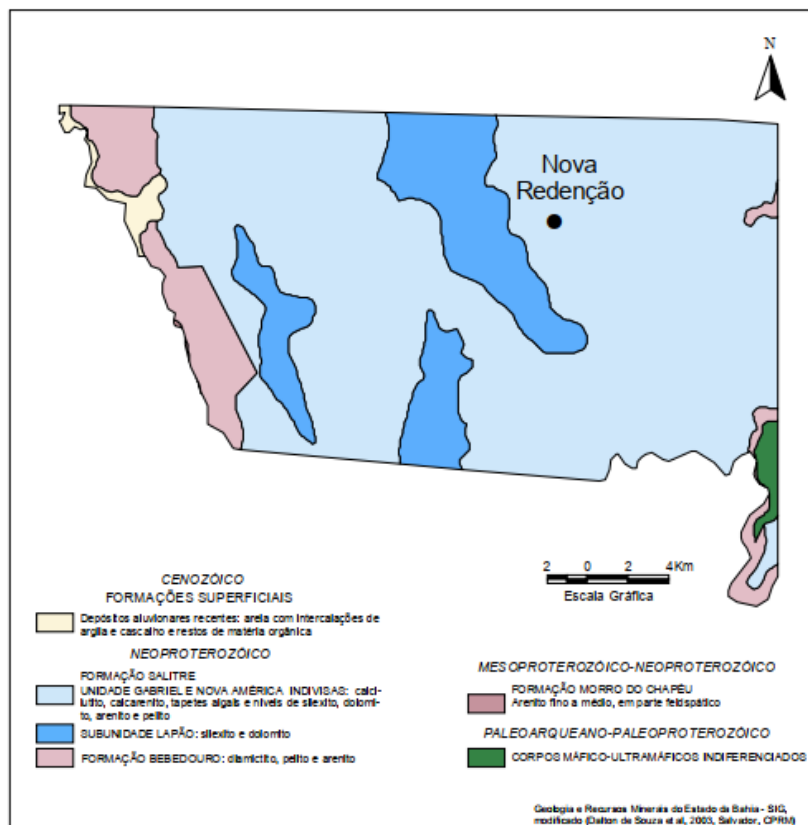 N
Nova
Redenção
2 0 2 4Km
Escala Gráfica
CENOZÓICO
FORMAÇÕES SUPERFICIAIS
Depósitos aluvionares recentes: areia com intercalações de
argila e cascalho e restos de matéria orgânica
NEOPROTEROZÓICO
FORMAÇÃO SALITRE
UNIDADE GABRIEL E NOVA AMÉRICA INDIVISAS: calci-
lutito, calcarenito, tapetes algais e níveis de silexito, dolomi-
to, arenito e pelito
SUBUNIDADE LAPÃO: silexito e dolomito
FORMAÇÃO BEBEDOURO: diamictito, pelito e arenito
MESOPROTEROZÓICO-NEOPROTEROZÓICO
FORMAÇÃO MORRO DO CHAPÉU
Arenito fino a médio, em parte feldspático
PALEOARQUEANO-PALEOPROTEROZÓICO
CORPOS MÁFICO-ULTRAMÁFICOS INDIFERENCIADOS
Geologia e Recursos Minerais do Estado da Bahia - SIG,
modificado (Dalton de Souza et al, 2003, Salvador, CPRM)